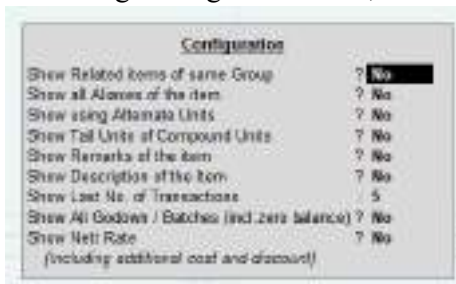 Configuration
Show Related items of same Group ? No
Show all Aliases of the item ? No
Show using Alternate Units ? No
Show Tail Units of Compound Units ? No
Show Remarks of the item ? No
Show Description of the item ? No
Show Last No. of Transactions 5
Show All Godown / Batches (incl.zero balance) ? No
Show Nett Rate ? No
(including additional cost and discount)